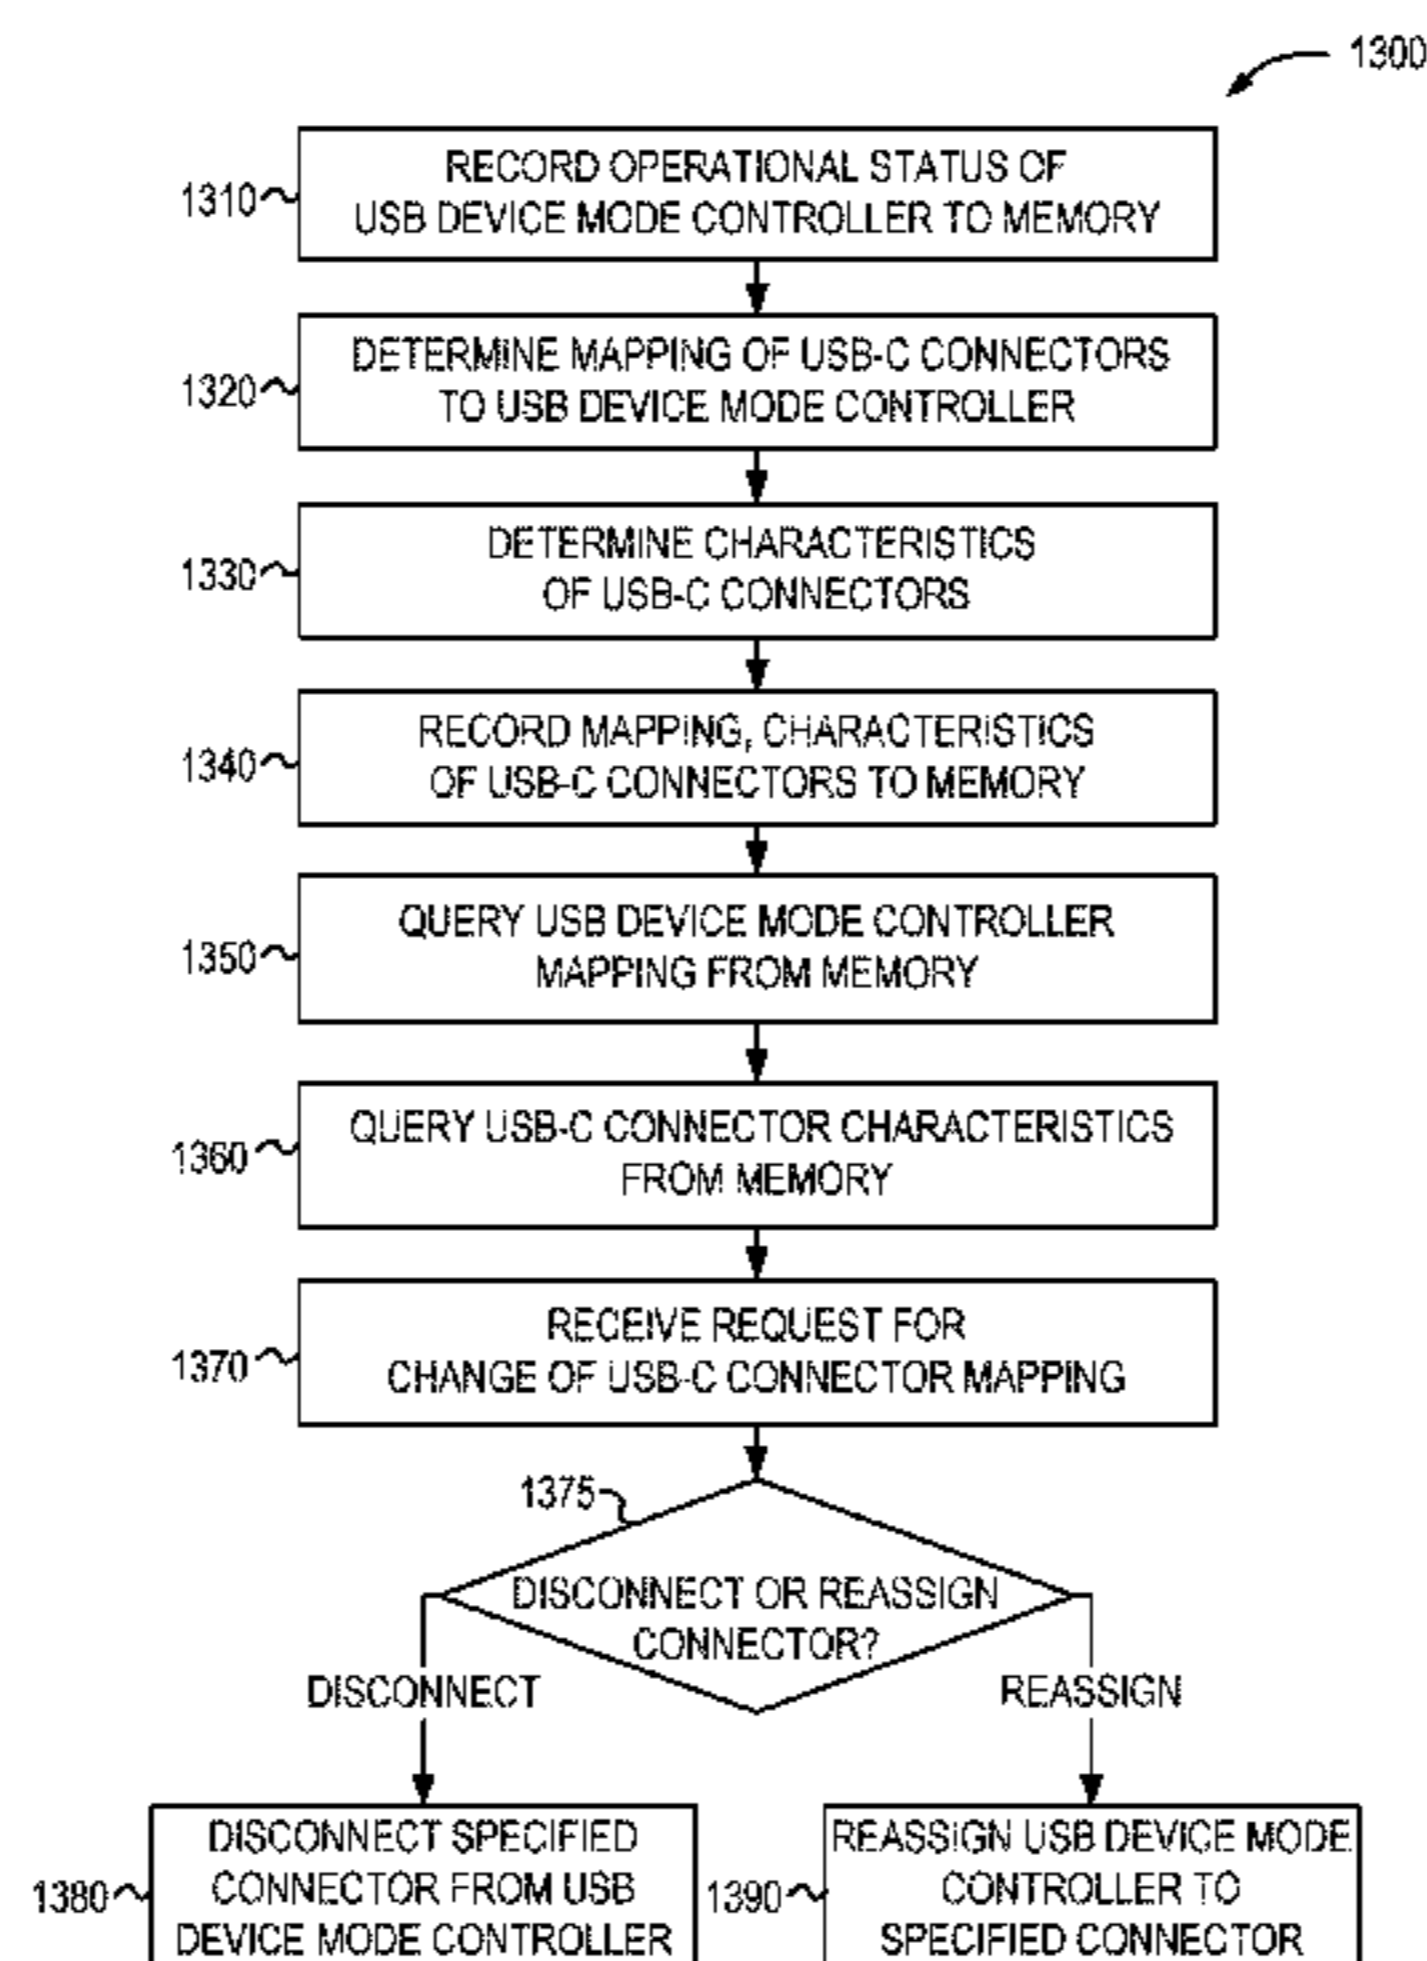 1300
1310
RECORD OPERATIONAL STATUS OF
USB DEVICE MODE CONTROLLER TO MEMORY
1320
DETERMINE MAPPING OF USB-C CONNECTORS
TO USB DEVICE MODE CONTROLLER
1330
DETERMINE CHARACTERISTICS
OF USB-C CONNECTORS
1340
RECORD MAPPING, CHARACTERISTICS
OF USB-C CONNECTORS TO MEMORY
1350
QUERY USB DEVICE MODE CONTROLLER
MAPPING FROM MEMORY
1360
QUERY USB-C CONNECTOR CHARACTERISTICS
FROM MEMORY
1370
RECEIVE REQUEST FOR
CHANGE OF USB-C CONNECTOR MAPPING
1375
DISCONNECT OR REASSIGN
CONNECTOR?
DISCONNECT
REASSIGN
1380
DISCONNECT SPECIFIED
CONNECTOR FROM USB
DEVICE MODE CONTROLLER
1390
REASSIGN USB DEVICE MODE
CONTROLLER TO
SPECIFIED CONNECTOR